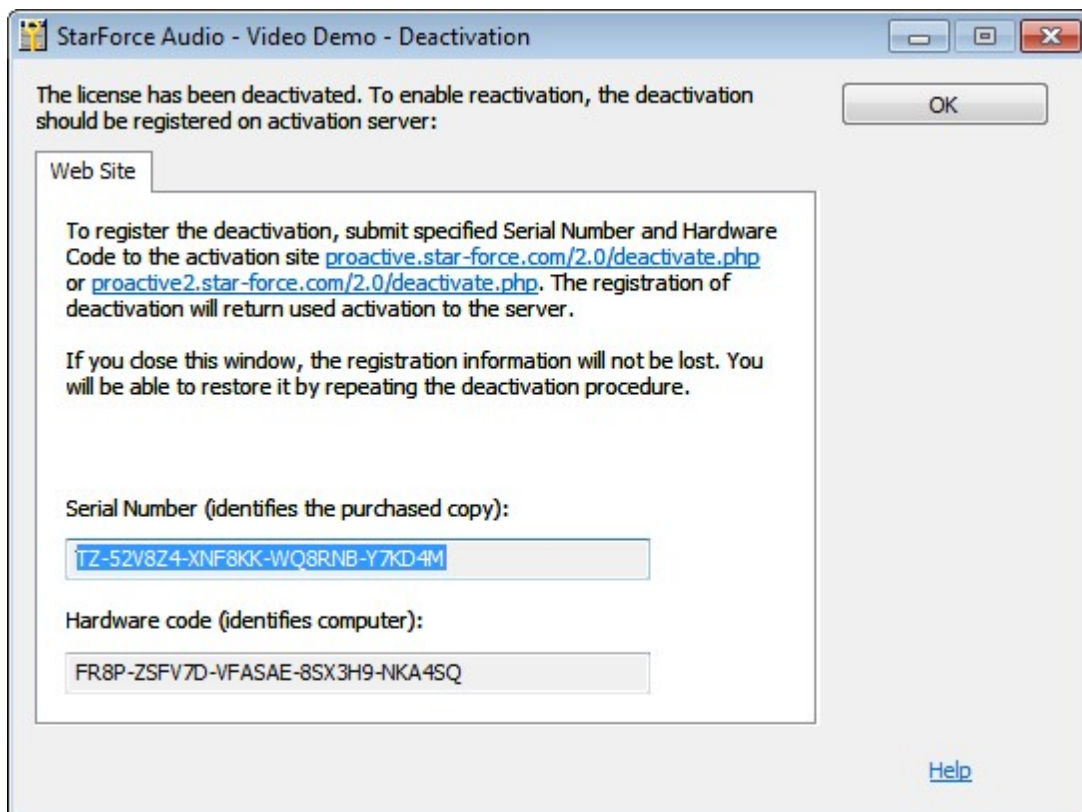 StarForce Audio - Video Demo - Deactivation
The license has been deactivated. To enable reactivation, the deactivation
should be registered on activation server:
OK
Web Site
To register the deactivation, submit specified Serial Number and Hardware
Code to the activation site proactive.star-force.com/2.0/deactivate.php
or proactive2.star-force.com/2.0/deactivate.php. The registration of
deactivation will return used activation to the server.
If you close this window, the registration information will not be lost. You
will be able to restore it by repeating the deactivation procedure.
Serial Number (identifies the purchased copy):
TZ-52V8Z4-XNF8KK-WQ8RNB-Y7KD4M
Hardware code (identifies computer):
FR8P-ZSFV7D-VFASAE-8SX3H9-NKA4SQ
Help